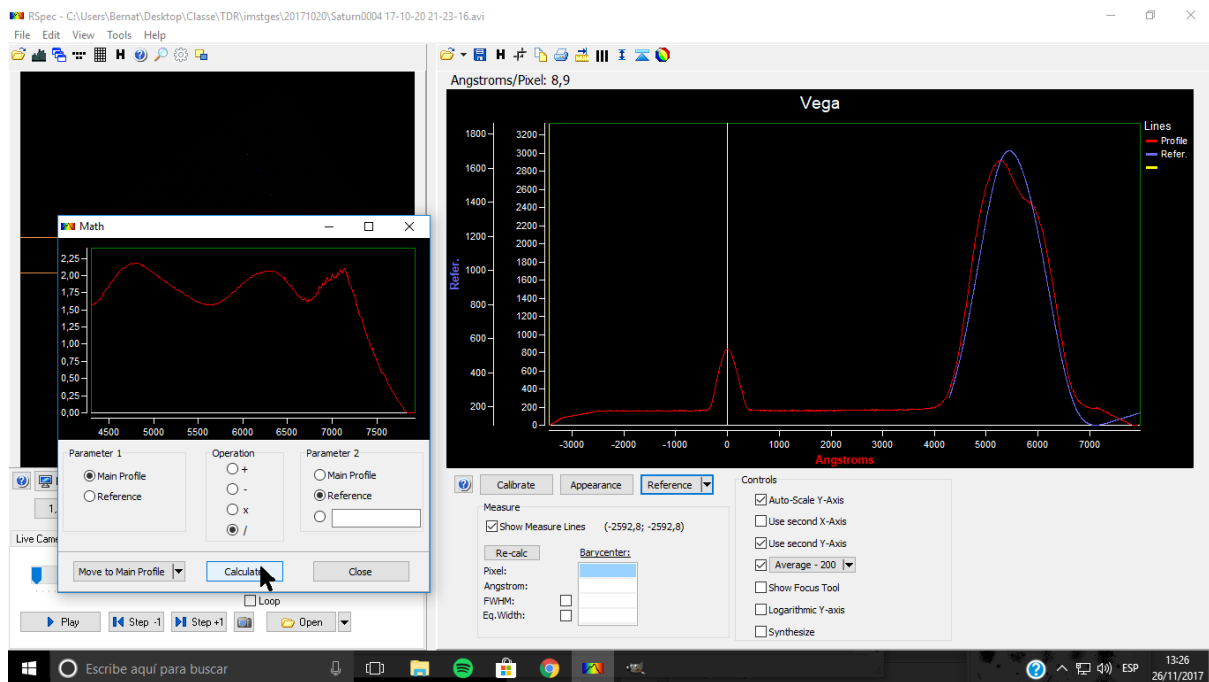 RSpec - C:\Users\Bernat\Desktop\Classe\TDR\imstges\20171020\Saturn0004 17-10-20 21-23-16.avi
File Edit View Tools Help
Angstroms/Pixel: 8,9
Vega
Lines
Profile
Refer.
1800
1600
1400
1200
1000
800
600
400
200
Refer.
3200
3000
2800
2600
2400
2200
2000
1800
1600
1400
1200
1000
800
600
400
200
0
-3000 -2000 -1000 0 1000 2000 3000 4000 5000 6000 7000
Angstroms
Math
2,25
2,00
1,75
1,50
1,25
1,00
0,75
0,50
0,25
0,00
4500 5000 5500 6000 6500 7000 7500
Parameter 1 Operation Parameter 2
Main Profile + Main Profile
Reference - Reference
x
/
Move to Main Profile Calculate Close
1,
Live Came
Loop
Play Step -1 Step +1 Open
Calibrate Appearance Reference
Measure
Show Measure Lines (-2592,8; -2592,8)
Re-calc Barycenter:
Pixel:
Angstrom:
FWHM:
Eq.Width:
Controls
Auto-Scale Y-Axis
Use second X-Axis
Use second Y-Axis
Average - 200
Show Focus Tool
Logarithmic Y-axis
Synthesize
Escribe aquí para buscar
ESP
13:26
26/11/2017